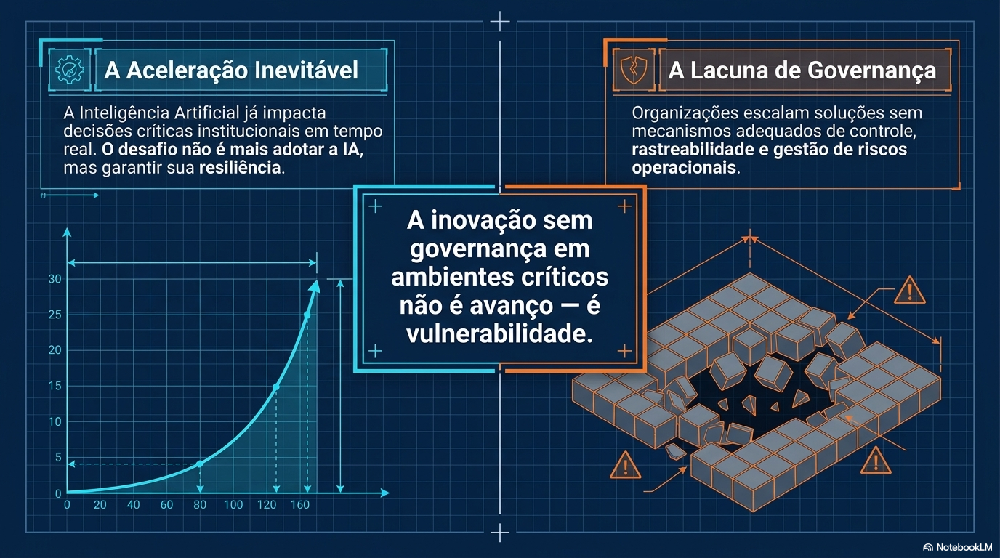 A Aceleração Inevitável
A Inteligência Artificial já impacta
decisões críticas institucionais em tempo
real. O desafio não é mais adotar a IA,
mas garantir sua resiliência.
A Lacuna de Governança
Organizações escalam soluções sem
mecanismos adequados de controle,
rastreabilidade e gestão de riscos
operacionais.
A inovação sem
governança em
ambientes críticos
não é avanço — é
vulnerabilidade.
30
25
20
15
10
5
0
0 20 40 60 80 100 120 160
NotebookLM